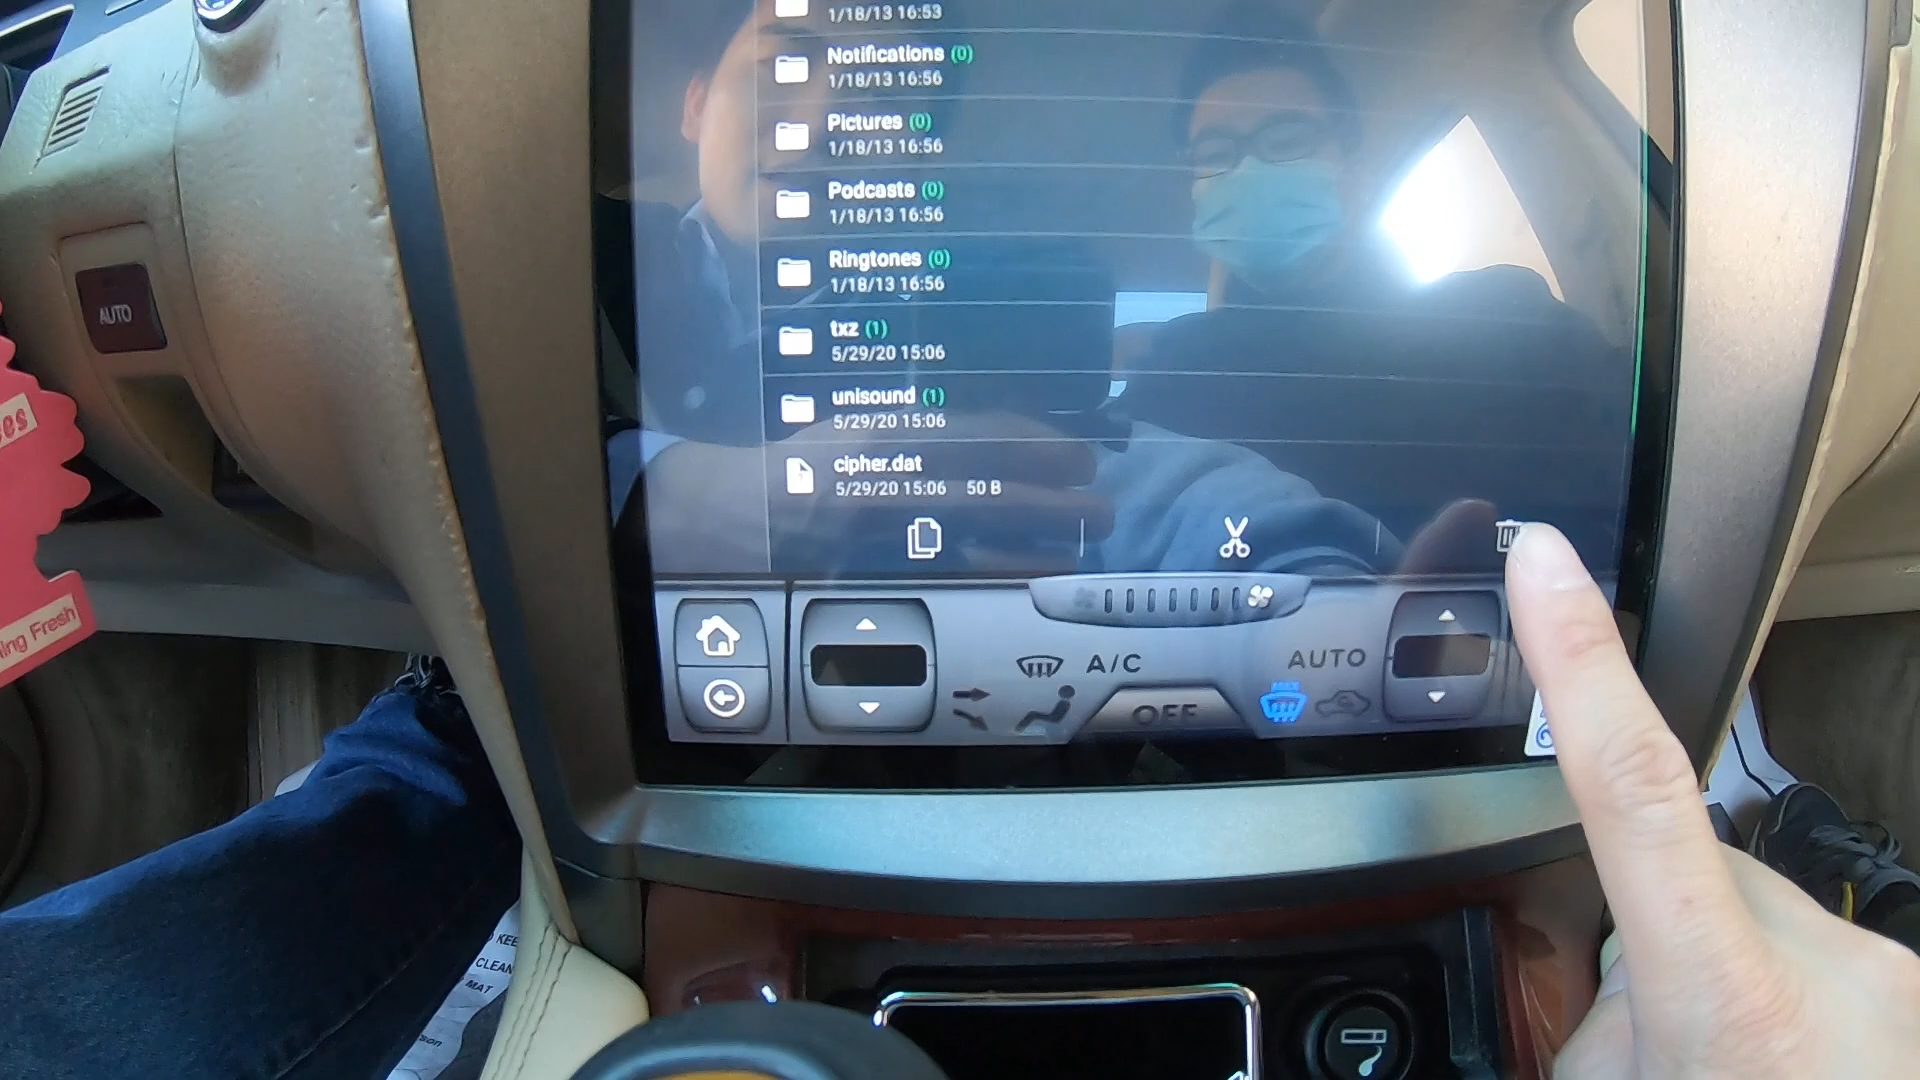 1/18/13 16:53
Notifications (0)
1/18/13 16:56
Pictures (0)
1/18/13 16:56
Podcasts (0)
1/18/13 16:56
Ringtones (0)
1/18/13 16:56
txz (1)
5/29/20 15:06
unisound (1)
5/29/20 15:06
cipher.dat
5/29/20 15:06 50 B
A/C
AUTO
OFF
AUTO
Fresh
CLEAN
MAT